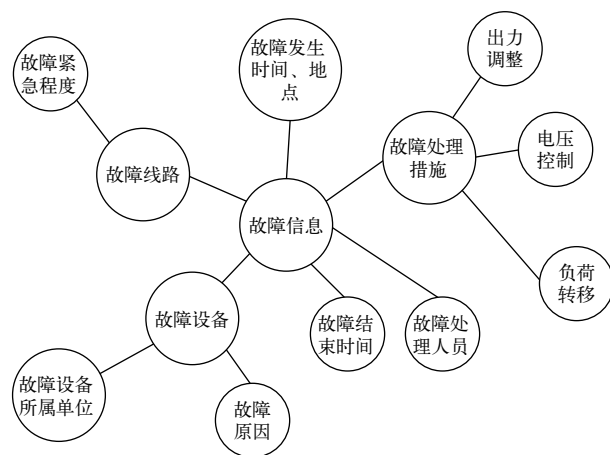 故障紧
急程度
故障发生
时间、地
点
出力
调整
故障线路
故障处理
措施
电压
控制
故障信息
负荷
转移
故障设备
故障结
束时间
故障处
理人员
故障设备
所属单位
故障
原因